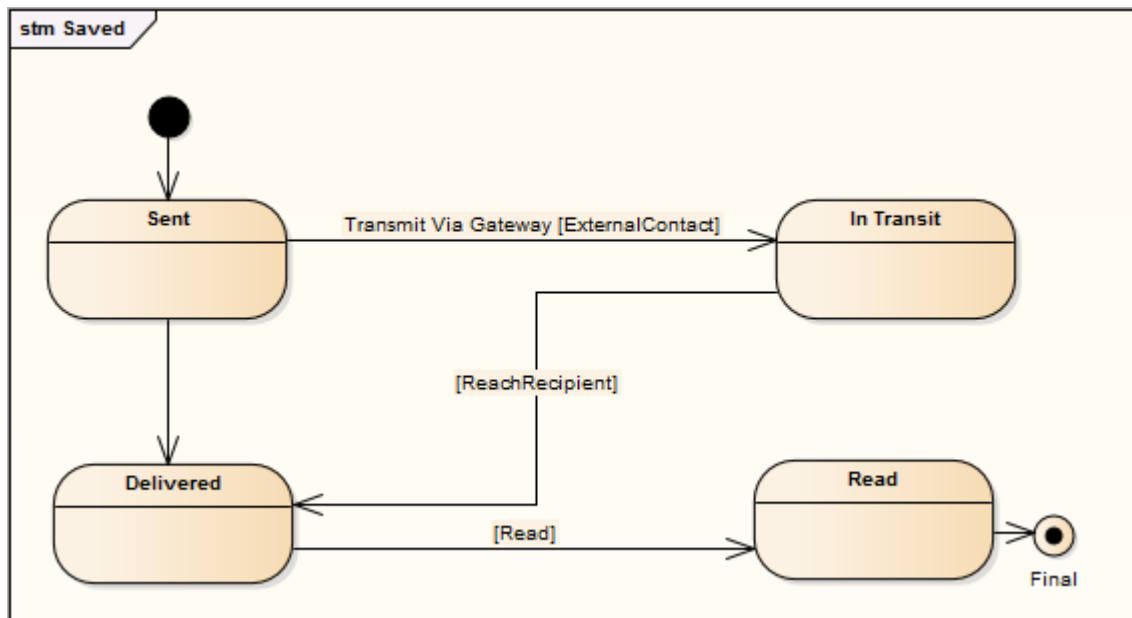 stm Saved
Sent
Transmit Via Gateway [ExternalContact]
In Transit
[ReachRecipient]
Delivered
Read
[Read]
Final